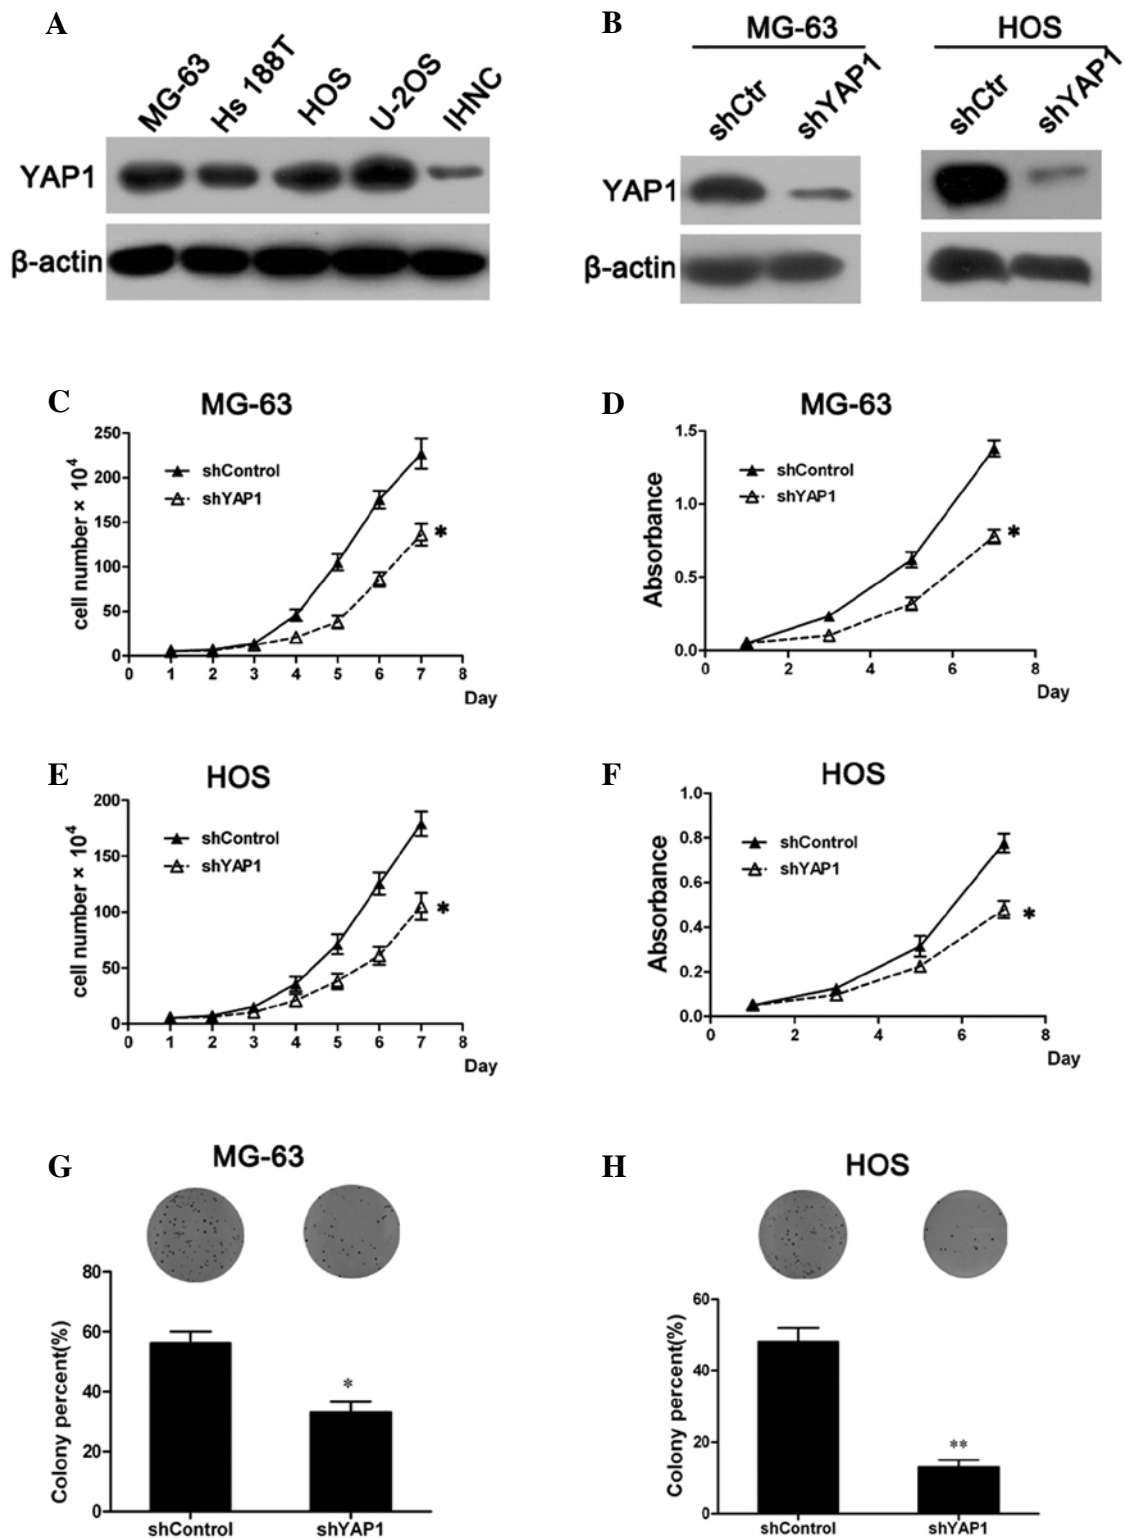 A
MG-63
Hs 188T
HOS
U-2OS
IHNC
YAP1
β-actin
B
MG-63
HOS
shCtr
shYAP1
shCtr
shYAP1
YAP1
β-actin
C
MG-63
cell number × 10⁴
250
200
150
100
50
0
shControl
shYAP1
*
0 1 2 3 4 5 6 7 8
Day
D
MG-63
Absorbance
1.5
1.0
0.5
0.0
shControl
shYAP1
*
0 2 4 6 8
Day
E
HOS
cell number × 10⁴
200
150
100
50
0
shControl
shYAP1
*
0 1 2 3 4 5 6 7 8
Day
F
HOS
Absorbance
1.0
0.8
0.6
0.4
0.2
0.0
shControl
shYAP1
*
0 2 4 6 8
Day
G
MG-63
Colony percent(%)
80
60
40
20
0
*
shControl
shYAP1
H
HOS
Colony percent(%)
60
40
20
0
**
shControl
shYAP1